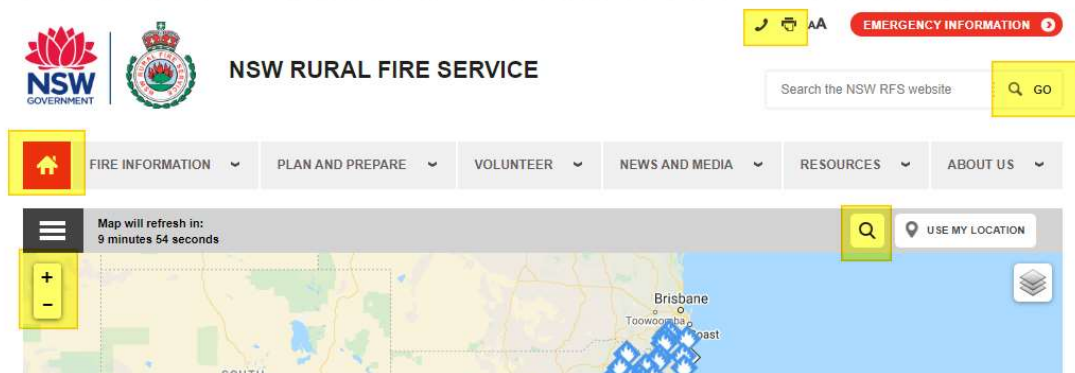 AA
EMERGENCY INFORMATION
NSW
GOVERNMENT
NSW RURAL FIRE SERVICE
Search the NSW RFS website
GO
FIRE INFORMATION
PLAN AND PREPARE
VOLUNTEER
NEWS AND MEDIA
RESOURCES
ABOUT US
Map will refresh in:
9 minutes 54 seconds
USE MY LOCATION
+
−
Brisbane